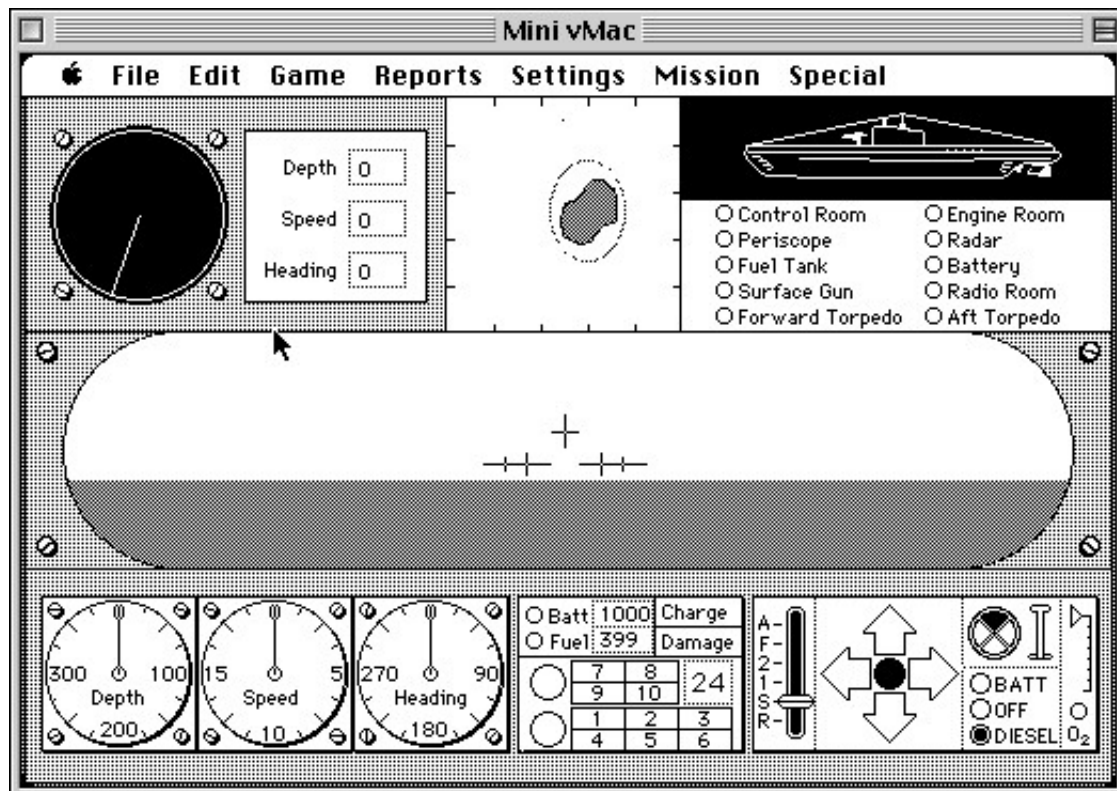 Mini vMac
File Edit Game Reports Settings Mission Special
Depth 0
Speed 0
Heading 0
Control Room
Periscope
Fuel Tank
Surface Gun
Forward Torpedo
Engine Room
Radar
Battery
Radio Room
Aft Torpedo
0
300 100
Depth
200
0
15 5
Speed
10
0
270 90
Heading
180
Batt 1000 Charge
Fuel 399 Damage
7 8
9 10
24
1 2 3
4 5 6
A
F
2
1
S
R
BATT
OFF
DIESEL
O₂